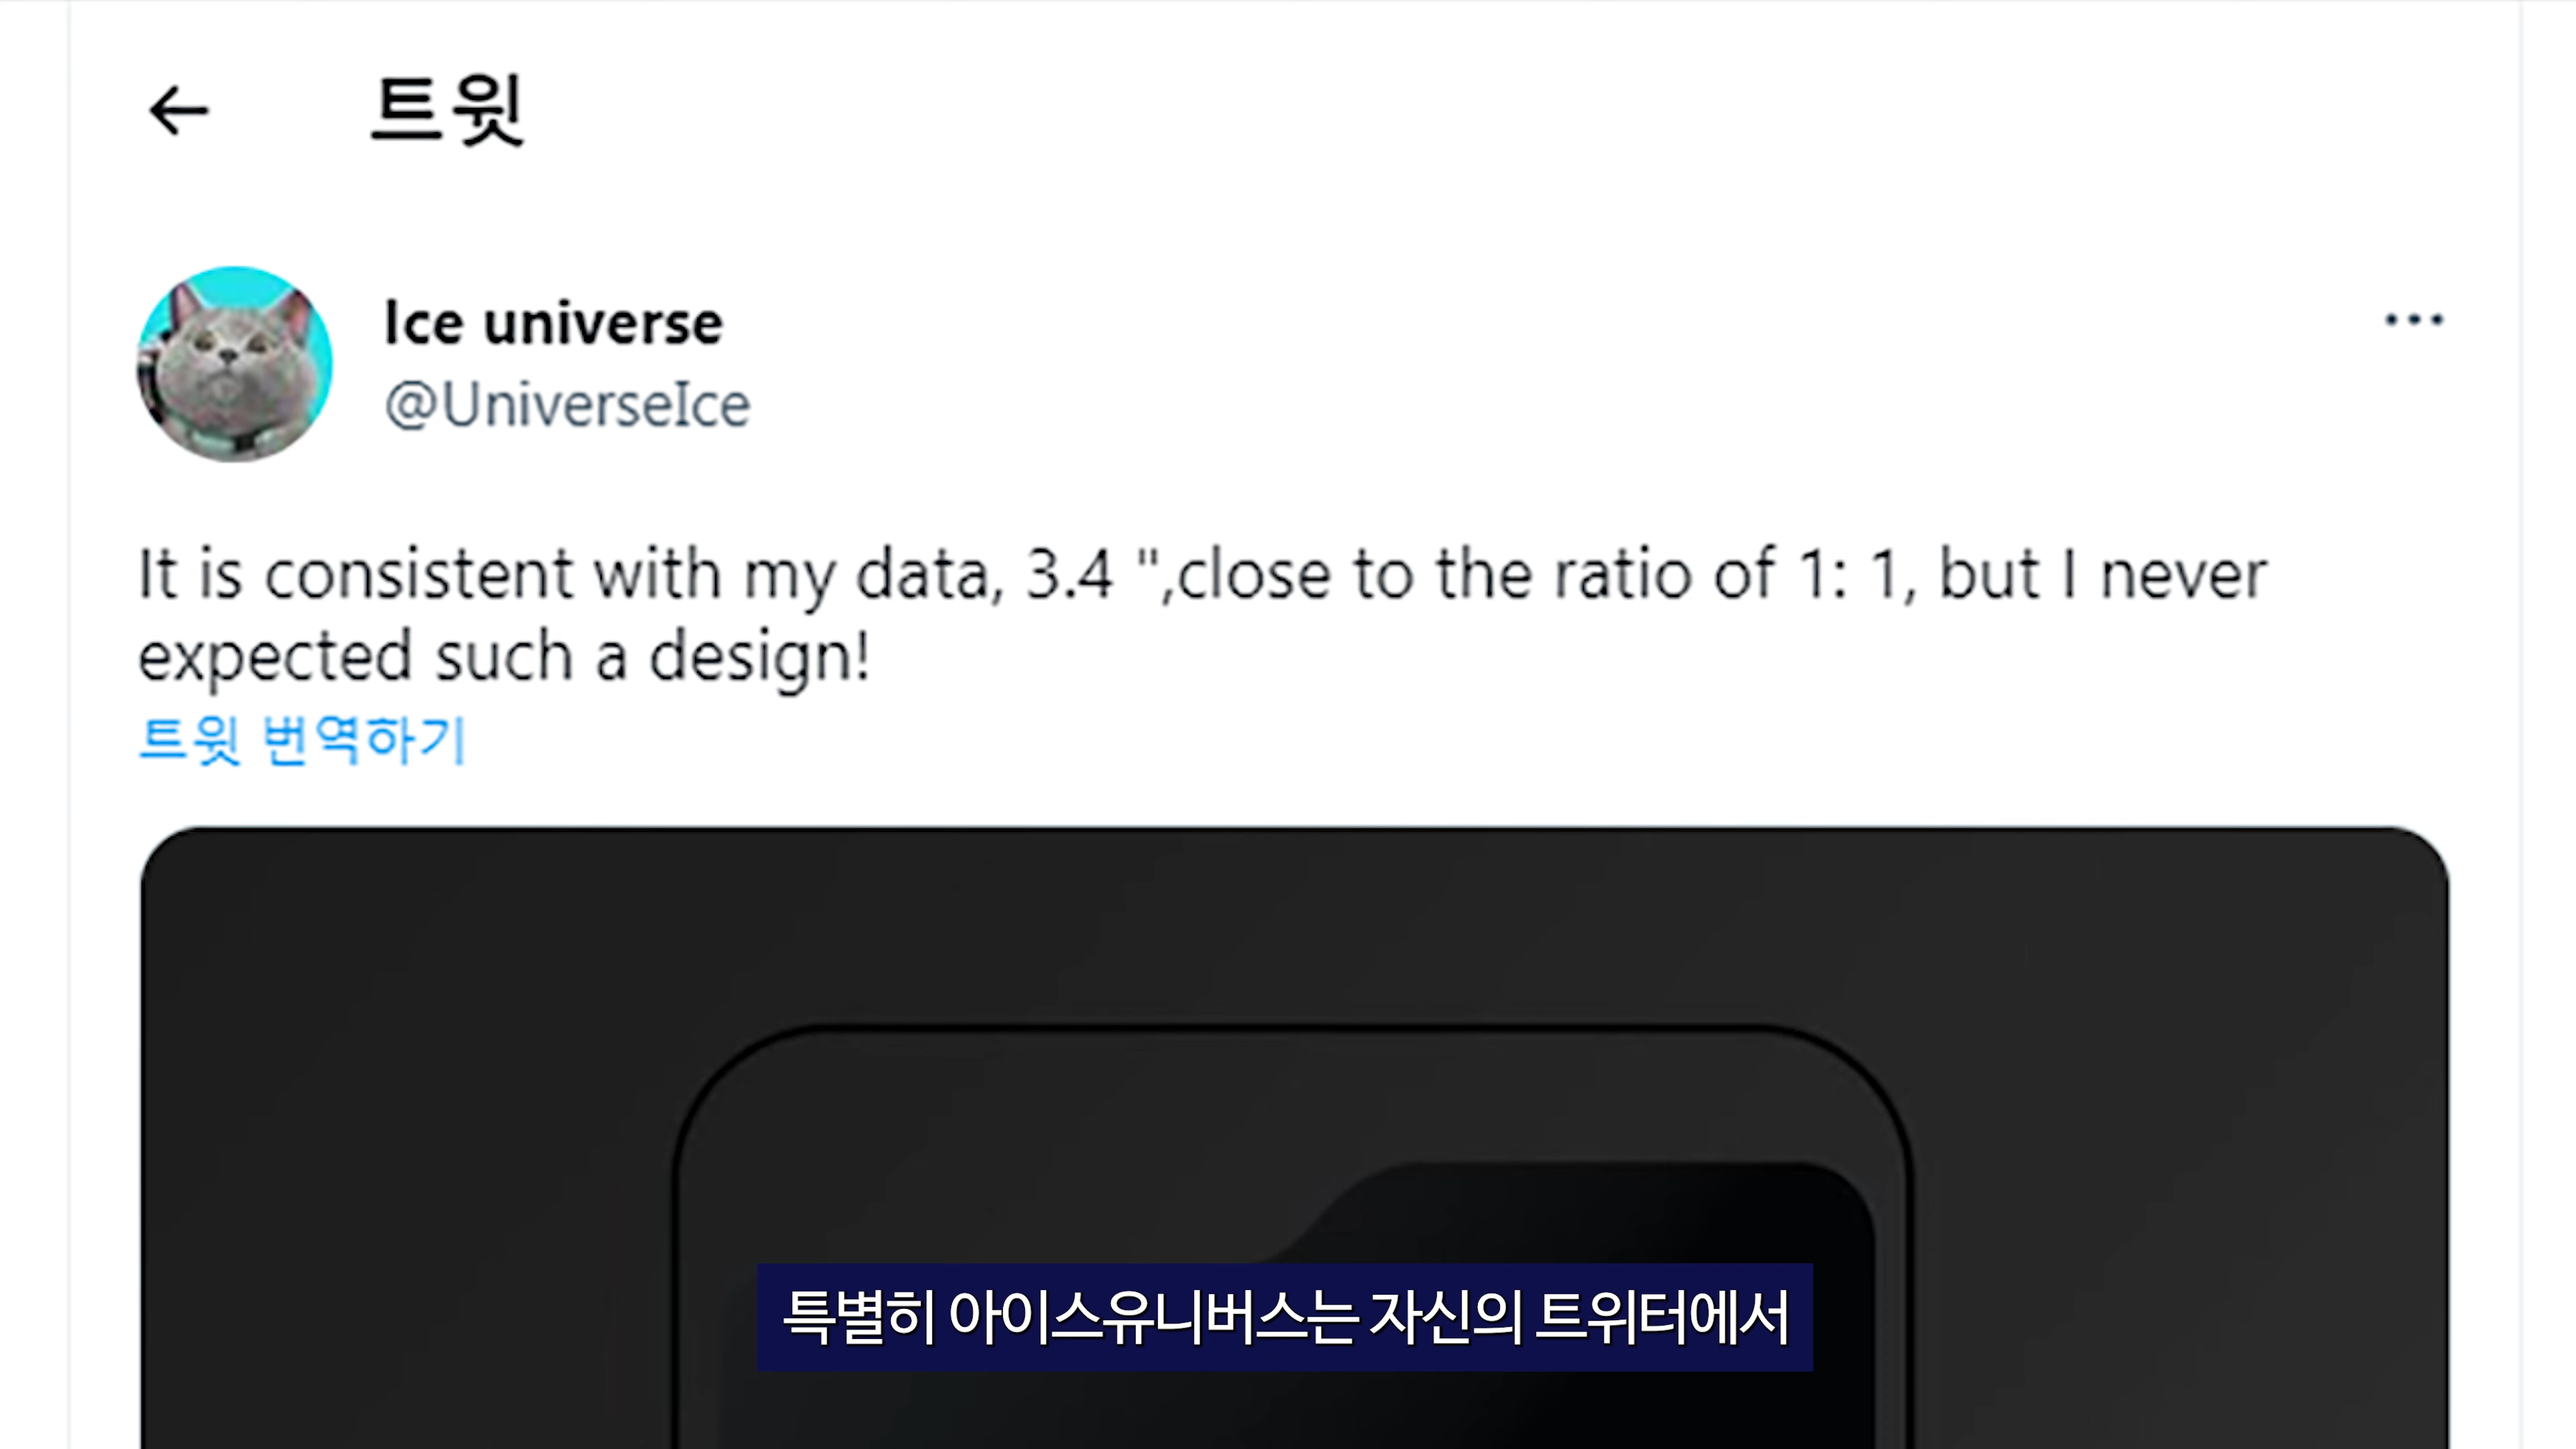 트윗
Ice universe
@UniverseIce
It is consistent with my data, 3.4 ",close to the ratio of 1: 1, but I never
expected such a design!
트윗 번역하기
특별히 아이스유니버스는 자신의 트위터에서